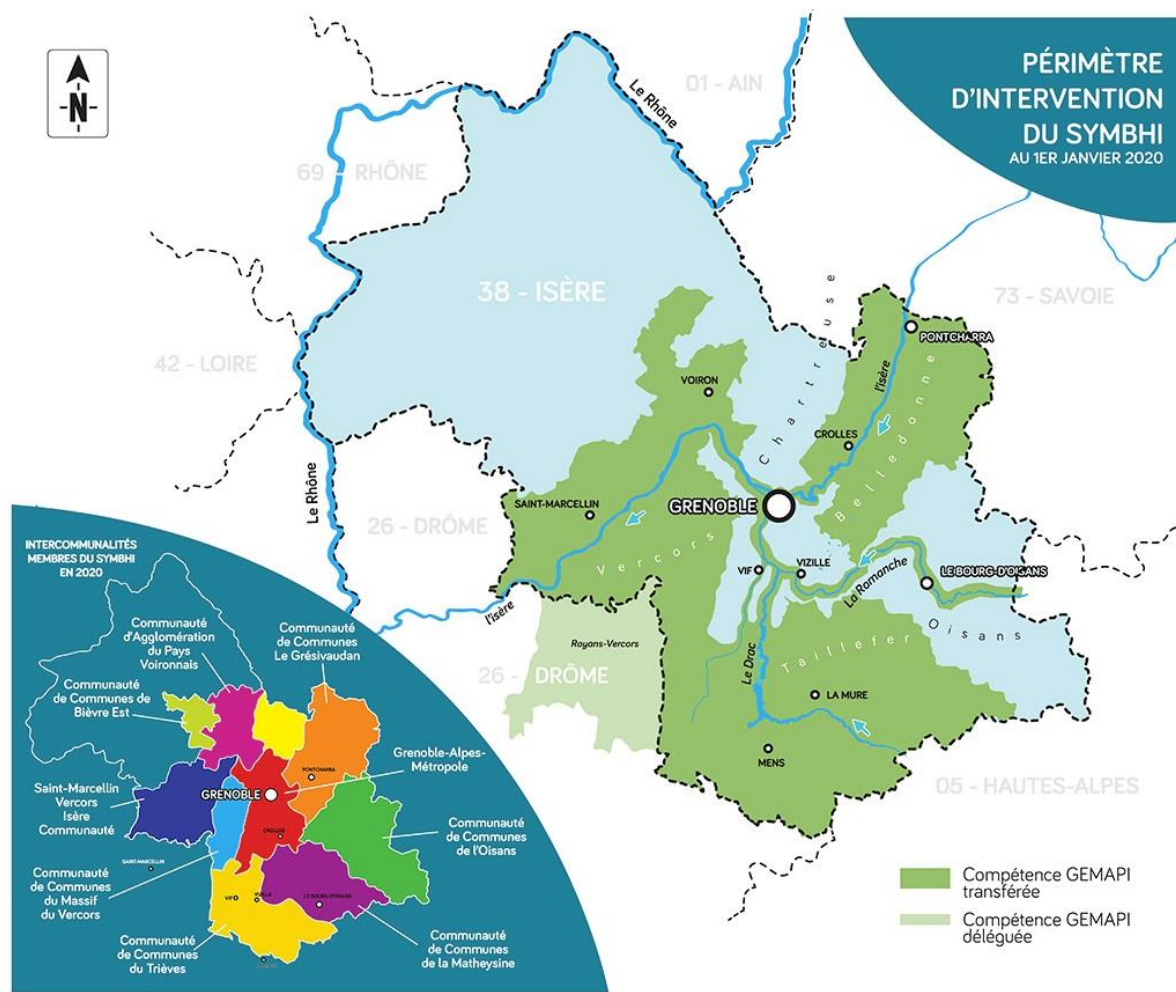 PÉRIMÈTRE
D'INTERVENTION
DU SYMBHI
AU 1ER JANVIER 2020
N
01 - AIN
Le Rhône
69 - RHÔNE
38 - ISÈRE
73 - SAVOIE
42 - LOIRE
Chartreuse
PONTCHARRA
l'isère
VOIRON
CROLLES
Belledonne
Le Rhône
SAINT-MARCELLIN
GRENOBLE
26 - DRÔME
Vercors
VIF
VIZILLE
La Romanche
LE BOURG-D'OISANS
l'isère
Oisans
Taillefer
Royans-Vercors
26 - DRÔME
Le Drac
LA MURE
MENS
05 - HAUTES-ALPES
Compétence GEMAPI
transférée
Compétence GEMAPI
déléguée
INTERCOMMUNALITÉS
MEMBRES DU SYMBHI
EN 2020
Communauté
d'Agglomération
du Pays
Voironnais
Communauté
de Communes
Le Grésivaudan
Communauté
de Communes de
Bièvre Est
Grenoble-Alpes-
Métropole
PONTCHARRA
GRENOBLE
CROLLES
Saint-Marcellin
Vercors
Isère
Communauté
Communauté
de Communes
de l'Oisans
SAINT-MARCELLIN
Communauté
de Communes
du Massif
du Vercors
VIF
VIZILLE
LE BOURG-D'OISANS
Communauté
de Communes
du Trièves
Communauté
de Communes
de la Matheysine